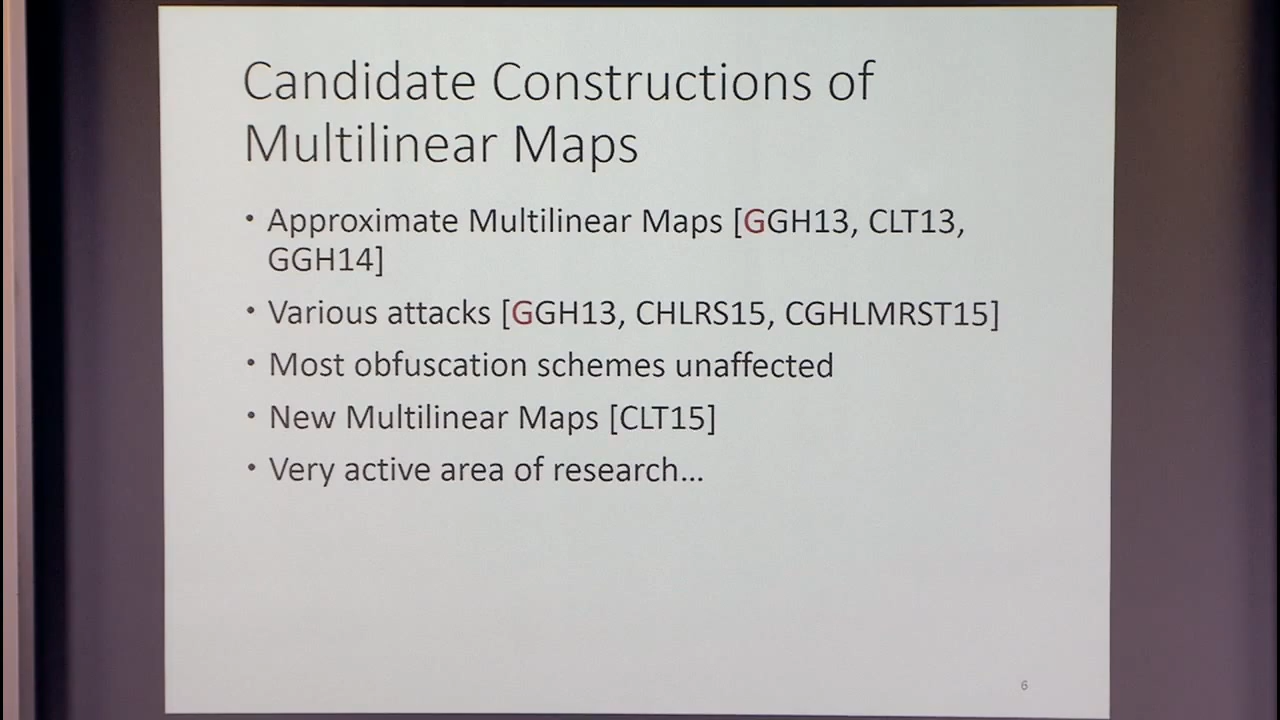 Candidate Constructions of
Multilinear Maps
• Approximate Multilinear Maps [GGH13, CLT13,
GGH14]
• Various attacks [GGH13, CHLRS15, CGHLMRST15]
• Most obfuscation schemes unaffected
• New Multilinear Maps [CLT15]
• Very active area of research...
6